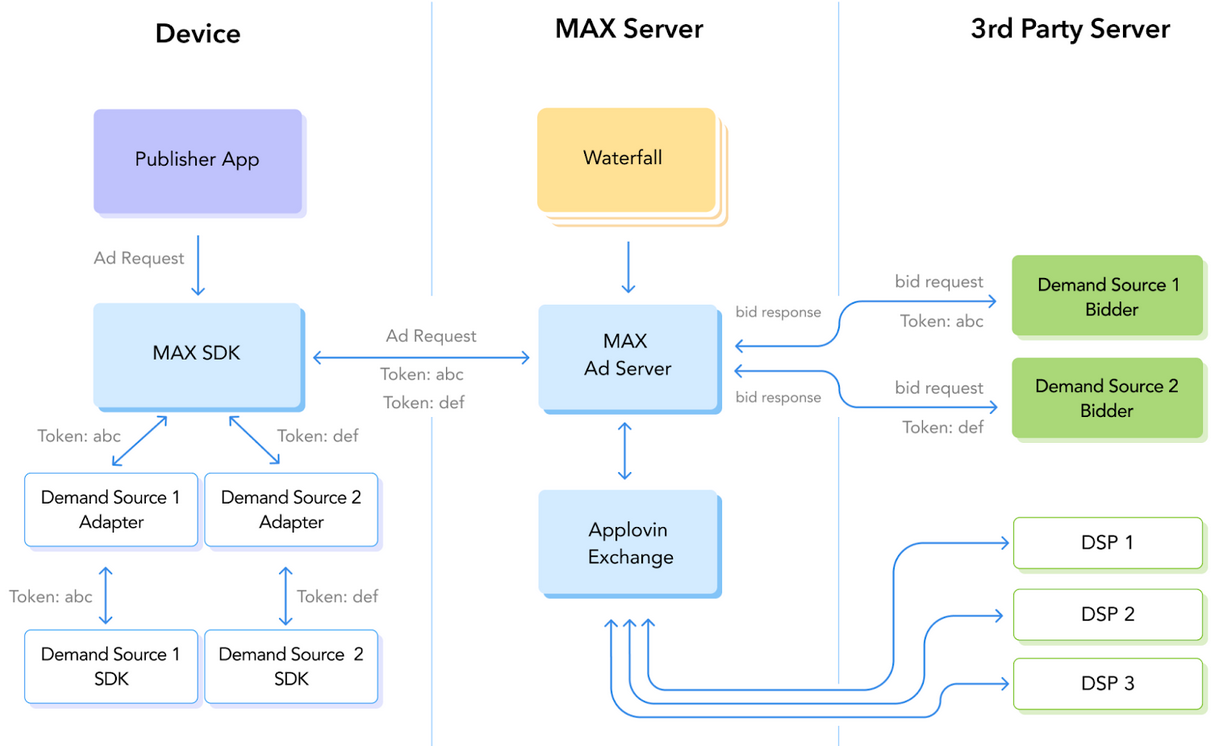 Device
MAX Server
3rd Party Server
Publisher App
Waterfall
Ad Request
Demand Source 1
Bidder
bid request
Token: abc
bid response
MAX SDK
Ad Request
Token: abc
Token: def
MAX
Ad Server
bid response
bid request
Token: def
Demand Source 2
Bidder
Token: abc
Token: def
Demand Source 1
Adapter
Demand Source 2
Adapter
Applovin
Exchange
DSP 1
DSP 2
DSP 3
Token: abc
Token: def
Demand Source 1
SDK
Demand Source 2
SDK